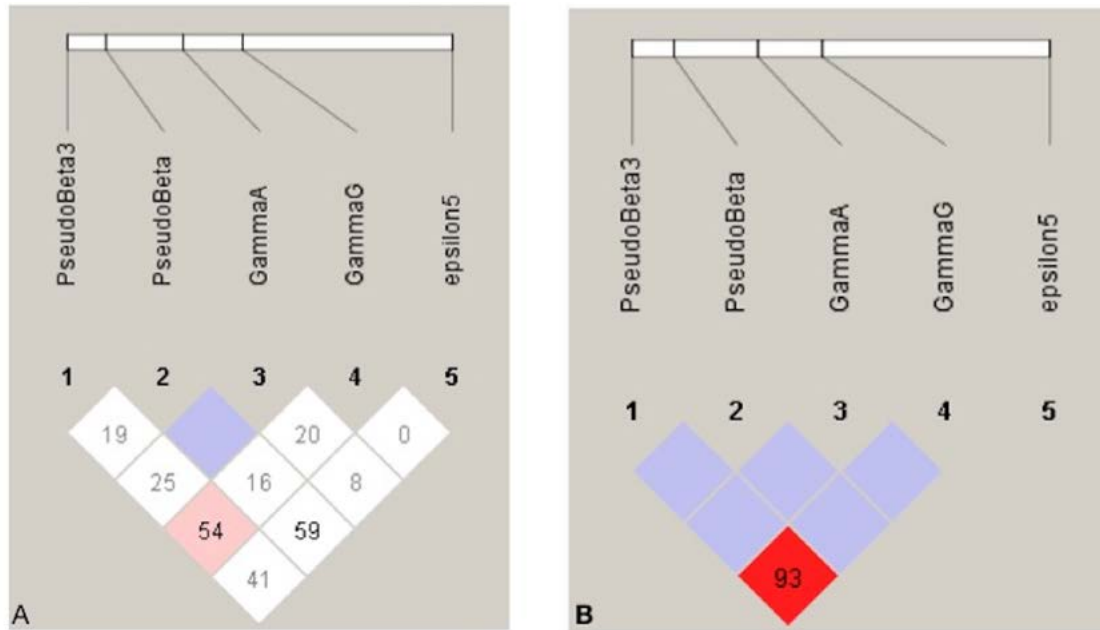 PseudoBeta3
PseudoBeta
GammaA
GammaG
epsilon5
1 2 3 4 5
19 20 0
25 16 8
54 59
41
A
PseudoBeta3
PseudoBeta
GammaA
GammaG
epsilon5
1 2 3 4 5
93
B